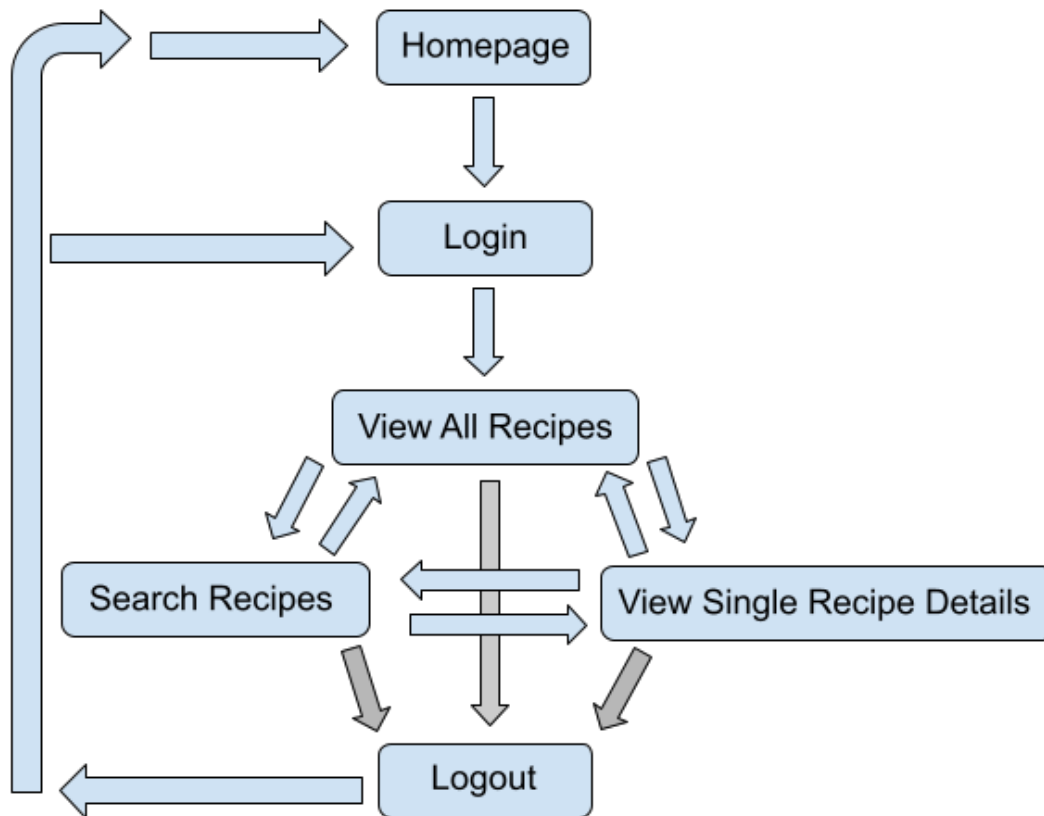 Homepage
Login
View All Recipes
Search Recipes
View Single Recipe Details
Logout